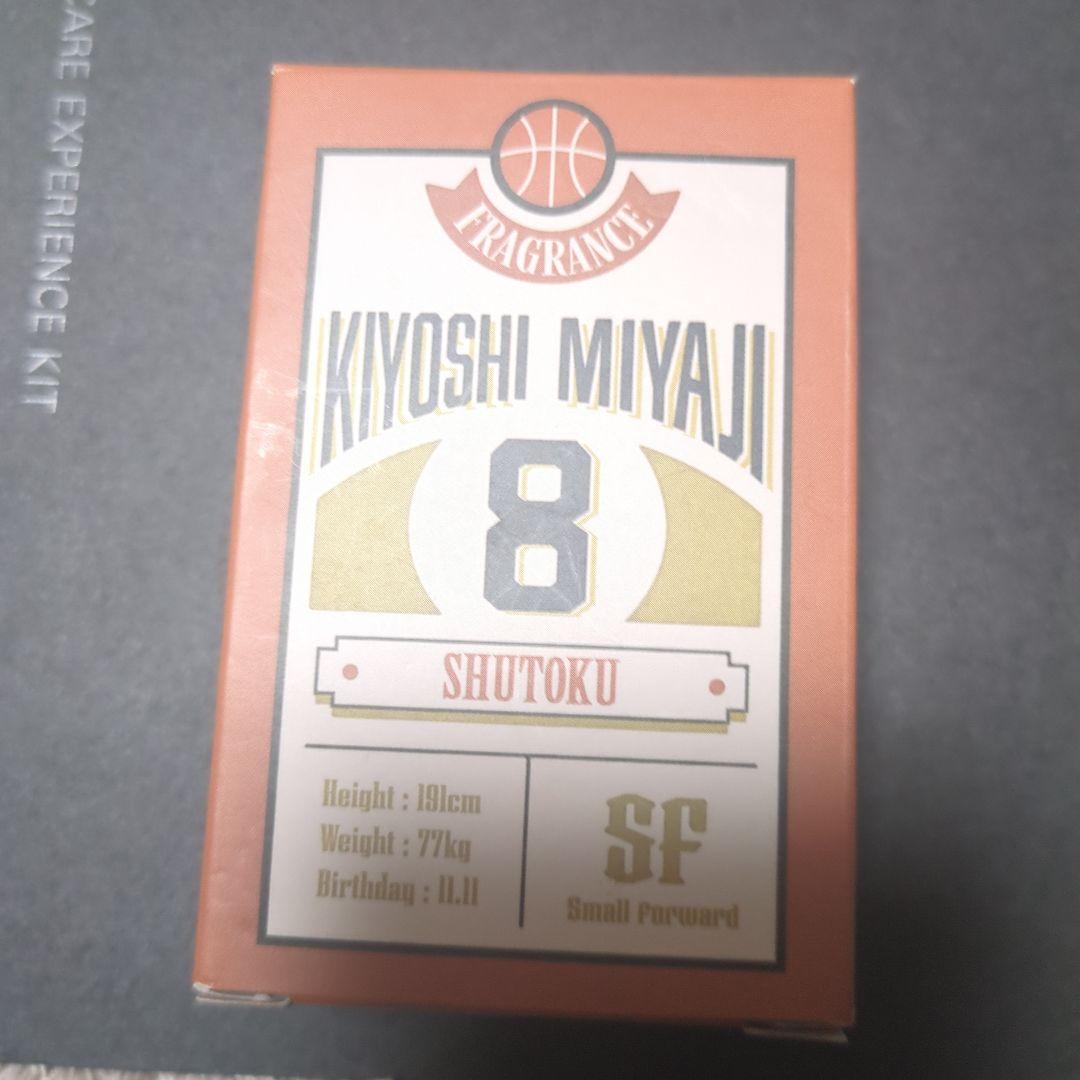 CARE EXPERIENCE KIT
FRAGRANCE
KIYOSHI MIYAJI
8
SHUTOKU
Height : 191cm
Weight : 77kg
Birthday : 11.11
SF
Small Forward